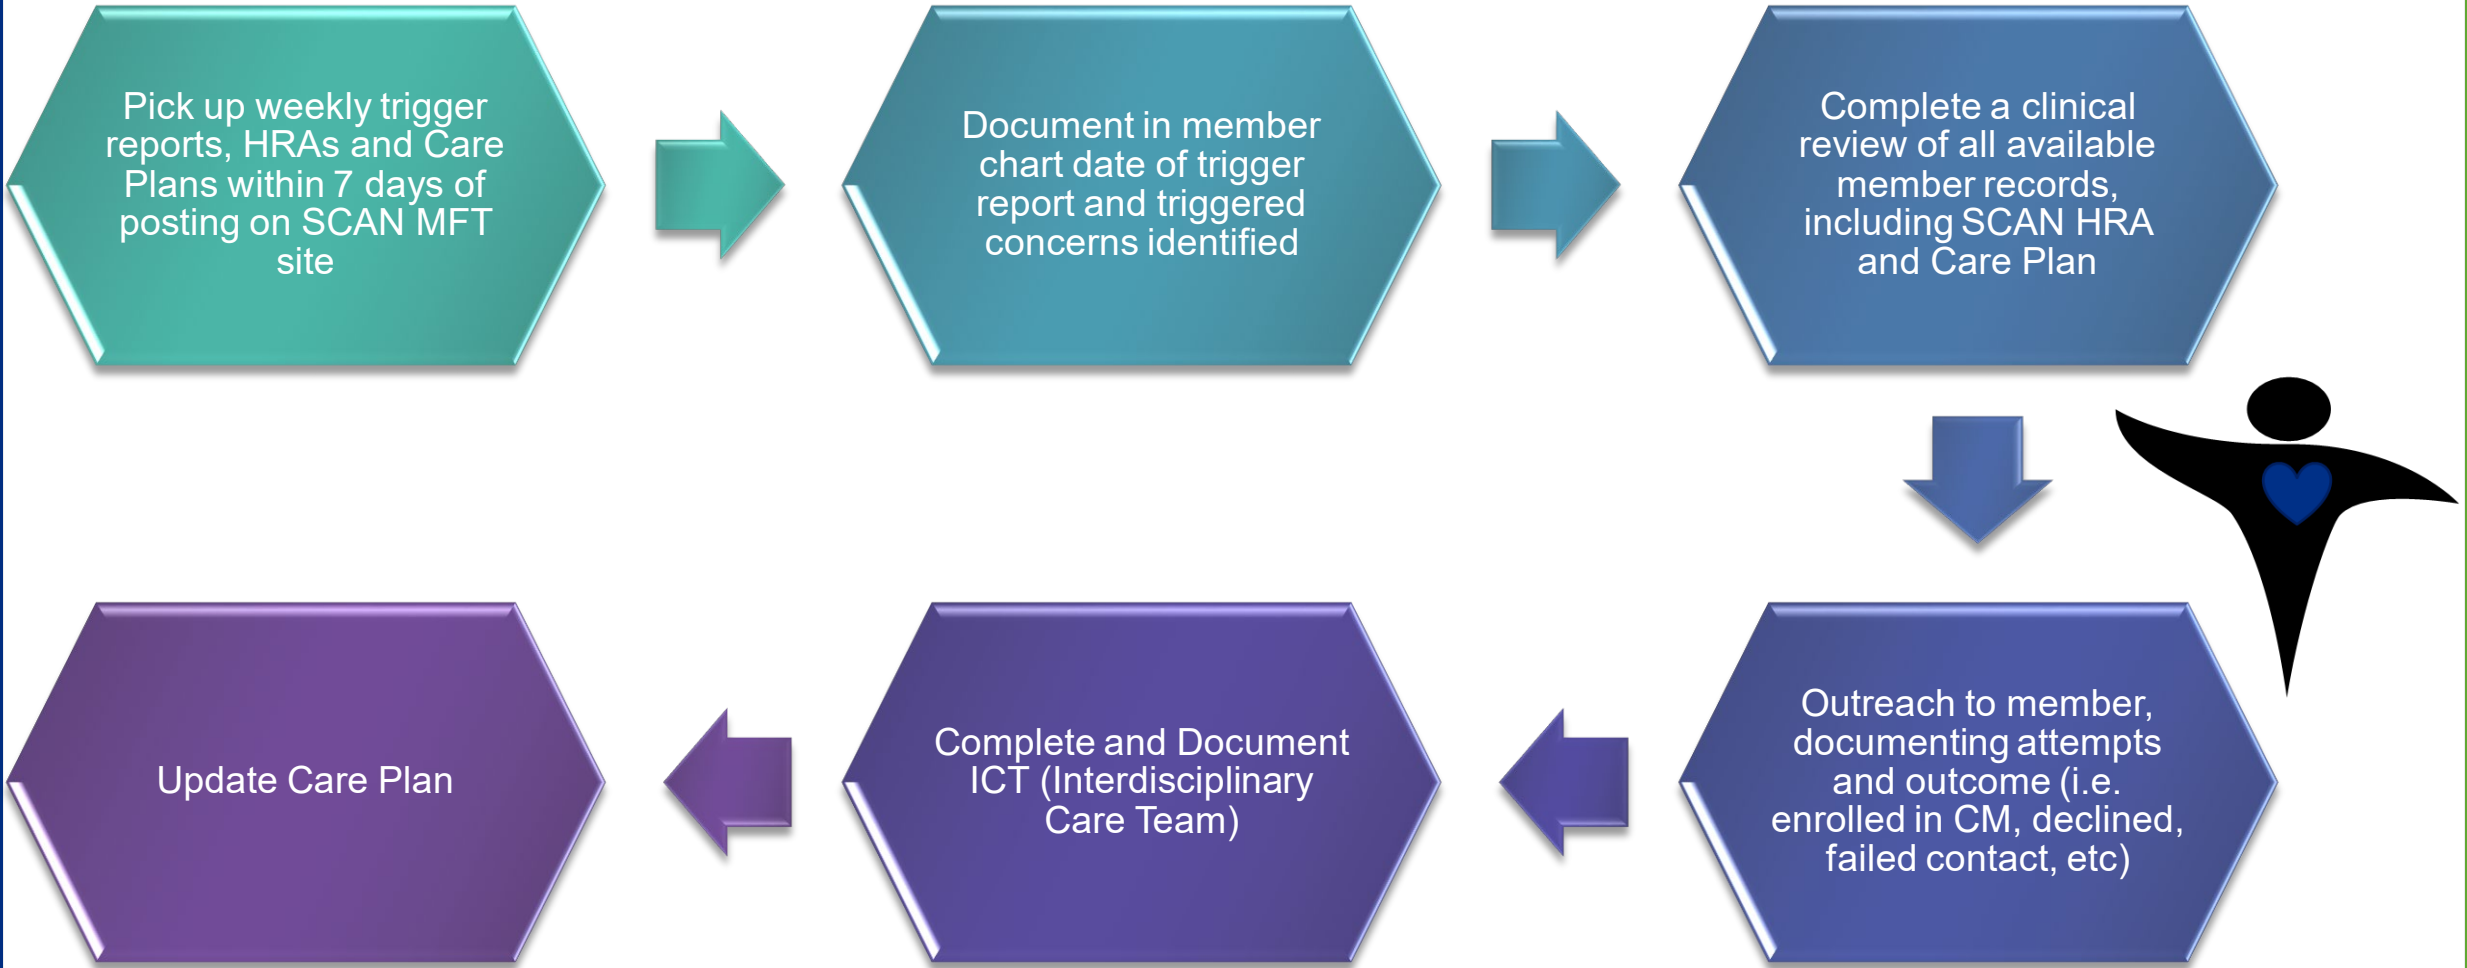 Pick up weekly trigger
reports, HRAs and Care
Plans within 7 days of
posting on SCAN MFT
site
Document in member
chart date of trigger
report and triggered
concerns identified
Complete a clinical
review of all available
member records,
including SCAN HRA
and Care Plan
Outreach to member,
documenting attempts
and outcome (i.e.
enrolled in CM, declined,
failed contact, etc)
Complete and Document
ICT (Interdisciplinary
Care Team)
Update Care Plan